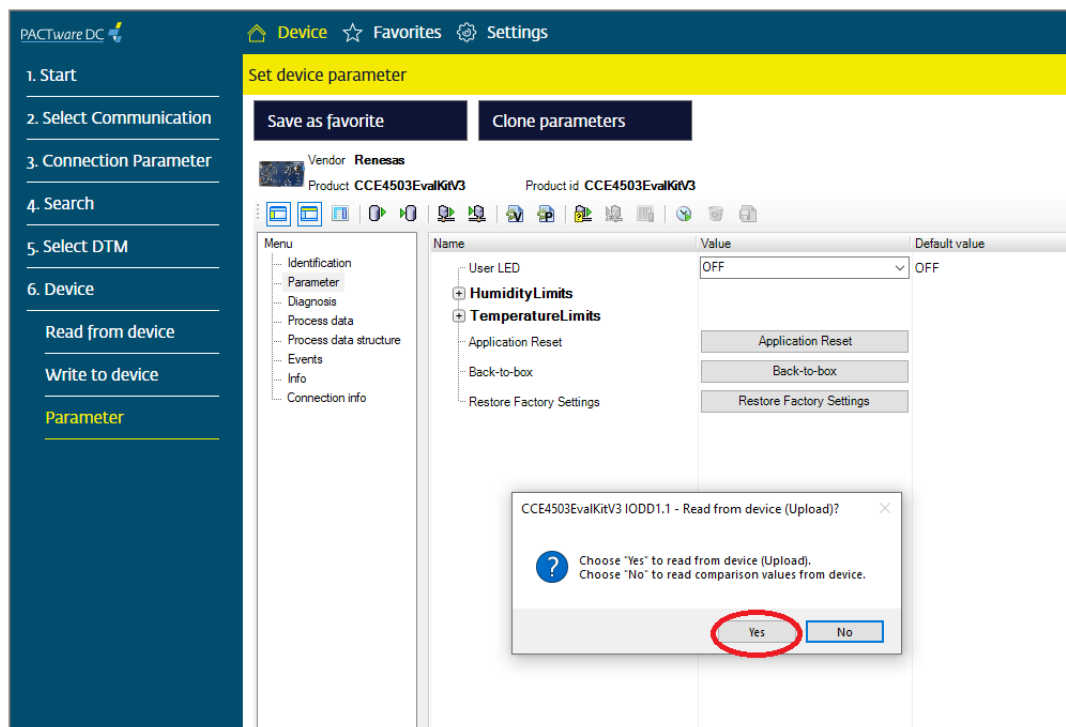 PACTware DC
Device Favorites Settings
1. Start
2. Select Communication
3. Connection Parameter
4. Search
5. Select DTM
6. Device
Read from device
Write to device
Parameter
Set device parameter
Save as favorite Clone parameters
Vendor Renesas
Product CCE4503EvalKitV3 Product id CCE4503EvalKitV3
Menu
Identification
Parameter
Diagnosis
Process data
Process data structure
Events
Info
Connection info
Name Value Default value
User LED OFF OFF
HumidityLimits
TemperatureLimits
Application Reset Application Reset
Back-to-box Back-to-box
Restore Factory Settings Restore Factory Settings
CCE4503EvalKitV3 IODD1.1 - Read from device (Upload)?
Choose "Yes" to read from device (Upload).
Choose "No" to read comparison values from device.
Yes No